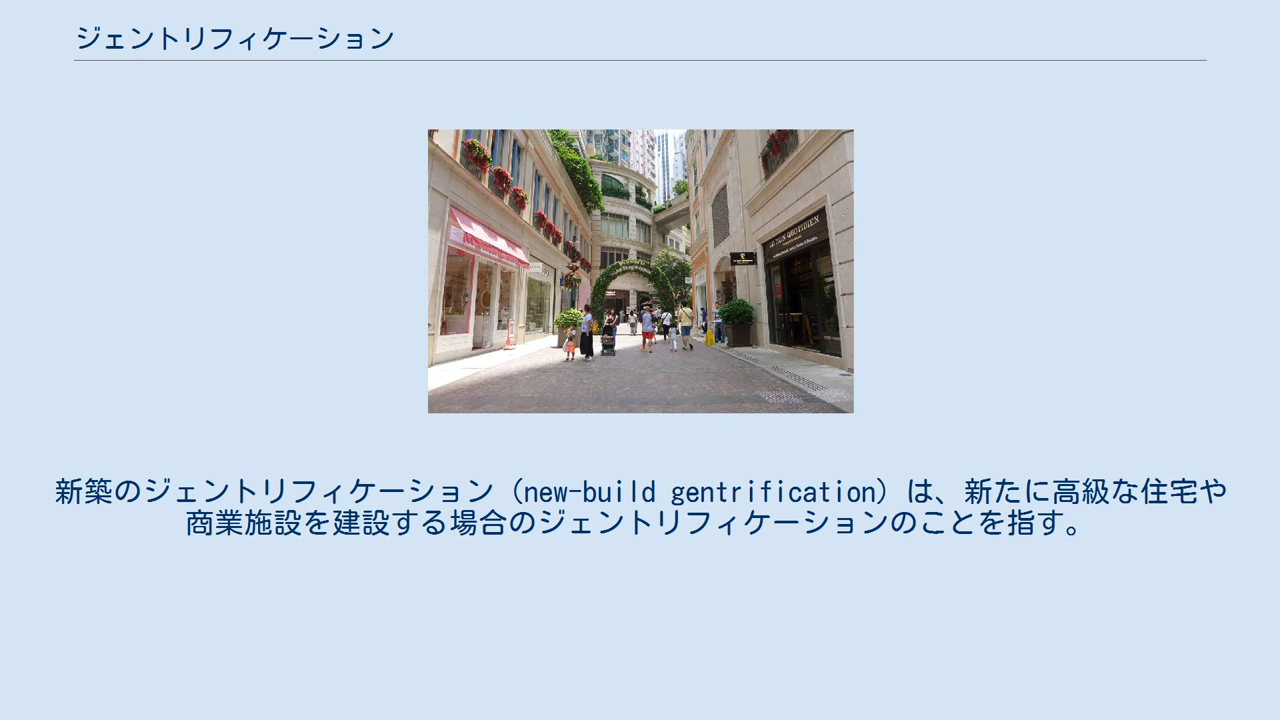 ジェントリフィケーション
LE PAIN QUOTIDIEN
新築のジェントリフィケーション（new-build gentrification）は、新たに高級な住宅や
商業施設を建設する場合のジェントリフィケーションのことを指す。